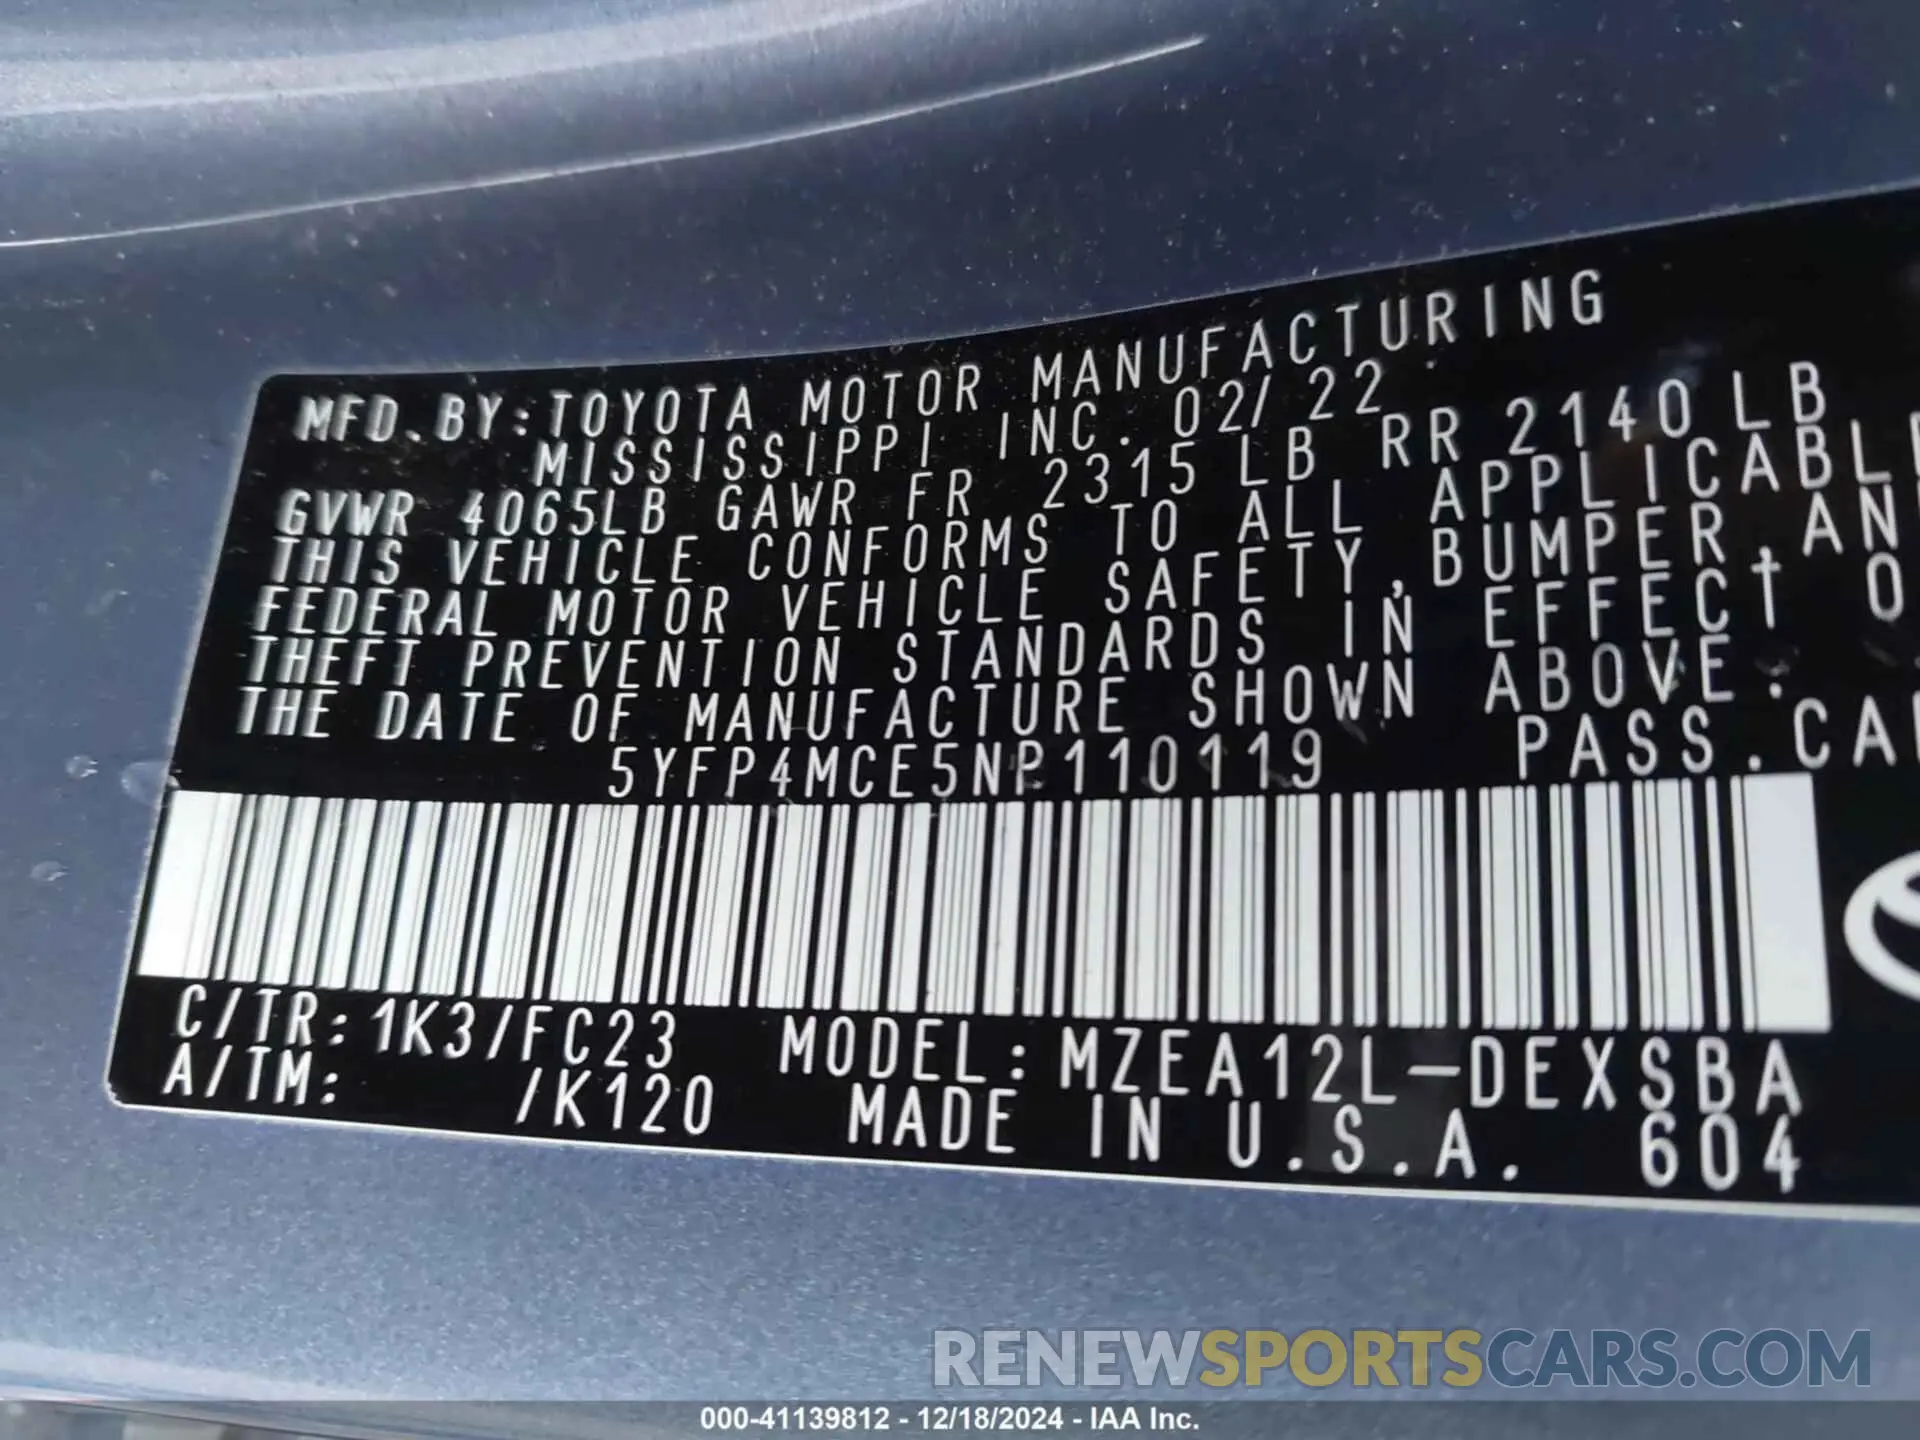 MFD. BY: TOYOTA MOTOR MANUFACTURING
MISSISSIPPI INC. 02/22
GVWR 4065LB GAWR FR 2315 LB RR 2140 LB
THIS VEHICLE CONFORMS TO ALL APPLICABLE
FEDERAL MOTOR VEHICLE SAFETY, BUMPER, AN
THEFT PREVENTION STANDARDS IN EFFECT O
THE DATE OF MANUFACTURE SHOWN ABOVE.
5YFP4MCE5NP110119 PASS. CA
C/TR: 1K3/FC23 MODEL: MZEA12L-DEXSBA
A/TM: /K120 MADE IN U.S.A. 604
RENEWSPORTSCARS.COM
000-41139812 - 12/18/2024 - IAA Inc.